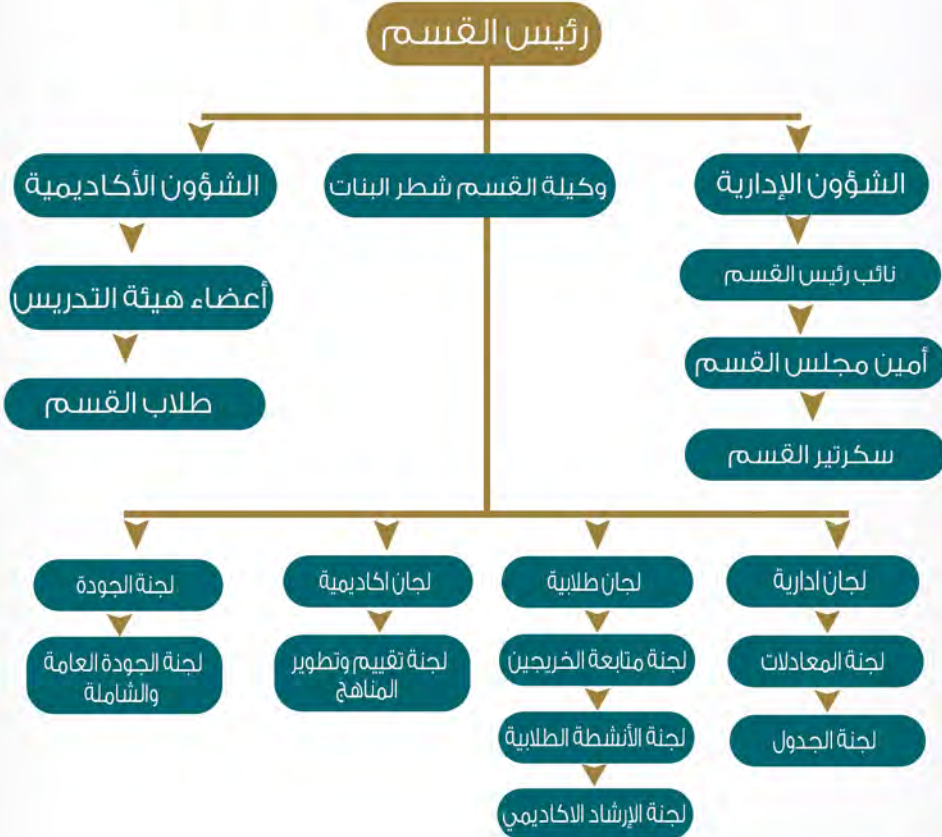 رئيس القسم
الشؤون الإدارية
وكيلة القسم شطر البنات
الشؤون الأكاديمية
نائب رئيس القسم
أمين مجلس القسم
سكرتير القسم
أعضاء هيئة التدريس
طلاب القسم
لجان ادارية
لجنة المعادلات
لجنة الجدول
لجان طلابية
لجنة متابعة الخريجين
لجنة الأنشطة الطلابية
لجنة الإرشاد الاكاديمي
لجان اكاديمية
لجنة تقييم وتطوير
المناهج
لجنة الجودة
لجنة الجودة العامة
والشاملة